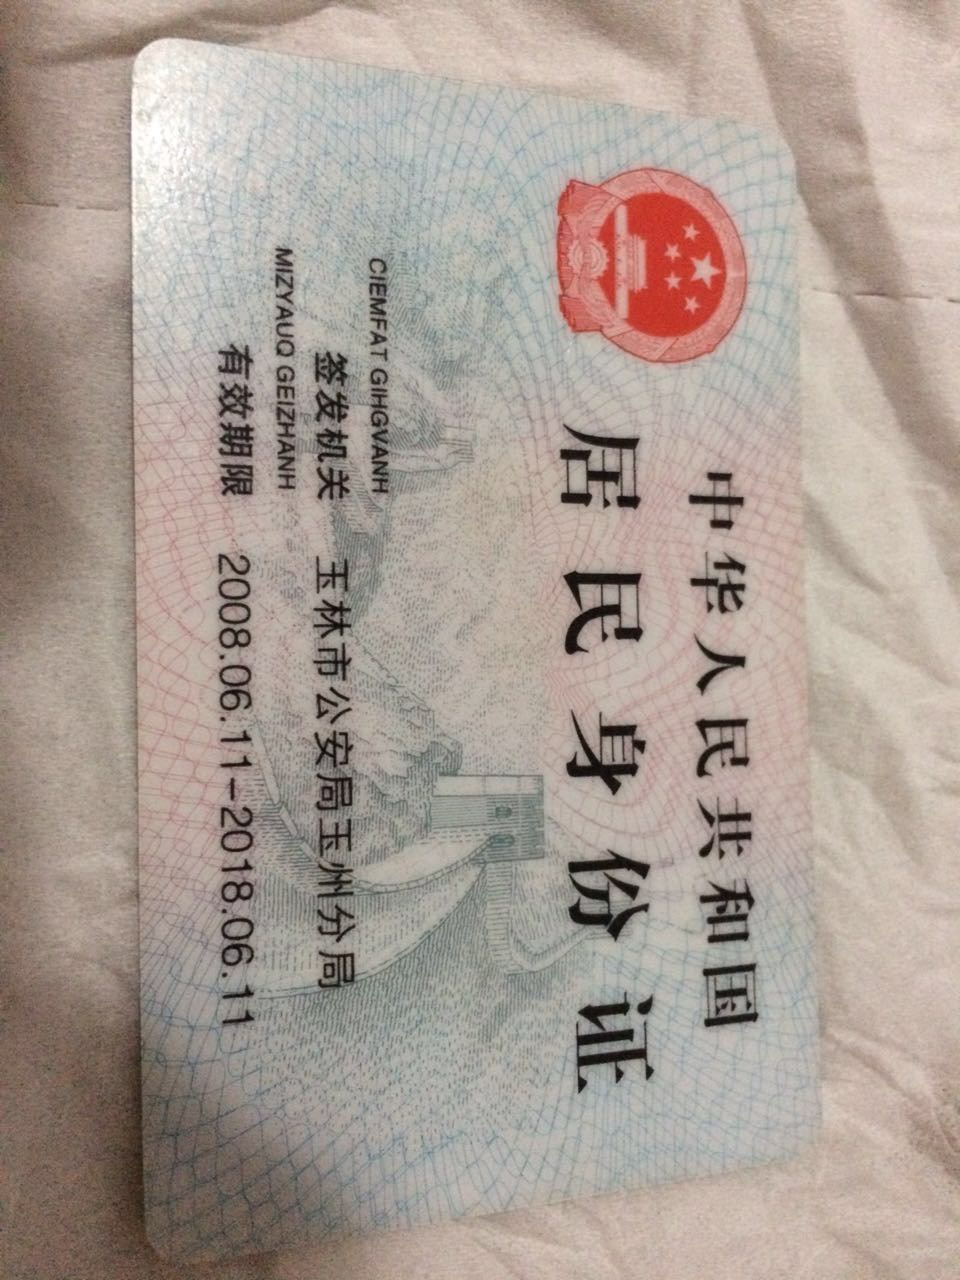 中华人民共和国
居民身份证
CIEMFAT GIHGVANH
签发机关 玉林市公安局玉州分局
MIZYAUQ GEIZHANH
有效期限 2008.06.11-2018.06.11